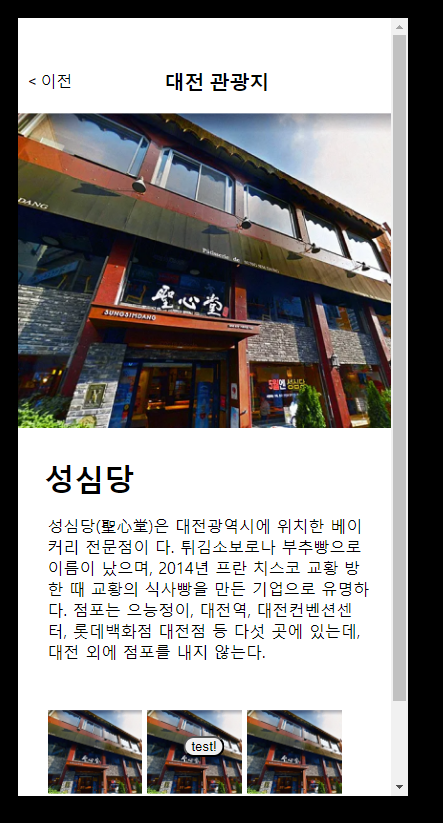 < 이전
대전 관광지
DANG
Patisserie de
聖心堂
SUNGSIMDANG
성심당
성심당(聖心堂)은 대전광역시에 위치한 베이
커리 전문점이 다. 튀김소보로나 부추빵으로
이름이 났으며, 2014년 프란 치스코 교황 방
한 때 교황의 식사빵을 만든 기업으로 유명하
다. 점포는 으능정이, 대전역, 대전컨벤션센
터, 롯데백화점 대전점 등 다섯 곳에 있는데,
대전 외에 점포를 내지 않는다.
test!